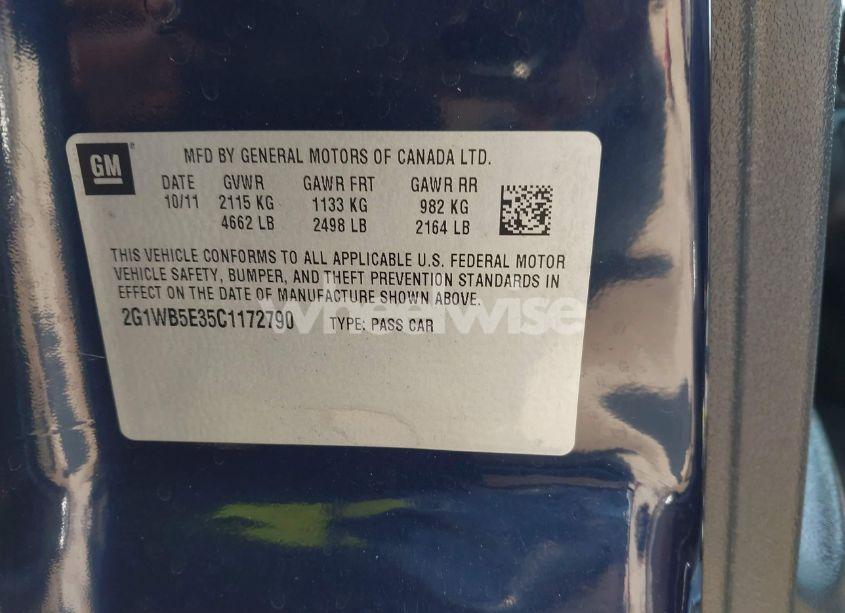 GM
MFD BY GENERAL MOTORS OF CANADA LTD.
DATE GVWR GAWR FRT GAWR RR
10/11 2115 KG 1133 KG 982 KG
4662 LB 2498 LB 2164 LB
THIS VEHICLE CONFORMS TO ALL APPLICABLE U.S. FEDERAL MOTOR
VEHICLE SAFETY, BUMPER, AND THEFT PREVENTION STANDARDS IN
EFFECT ON THE DATE OF MANUFACTURE SHOWN ABOVE.
2G1WB5E35C1172790 TYPE: PASS CAR
wheelwise